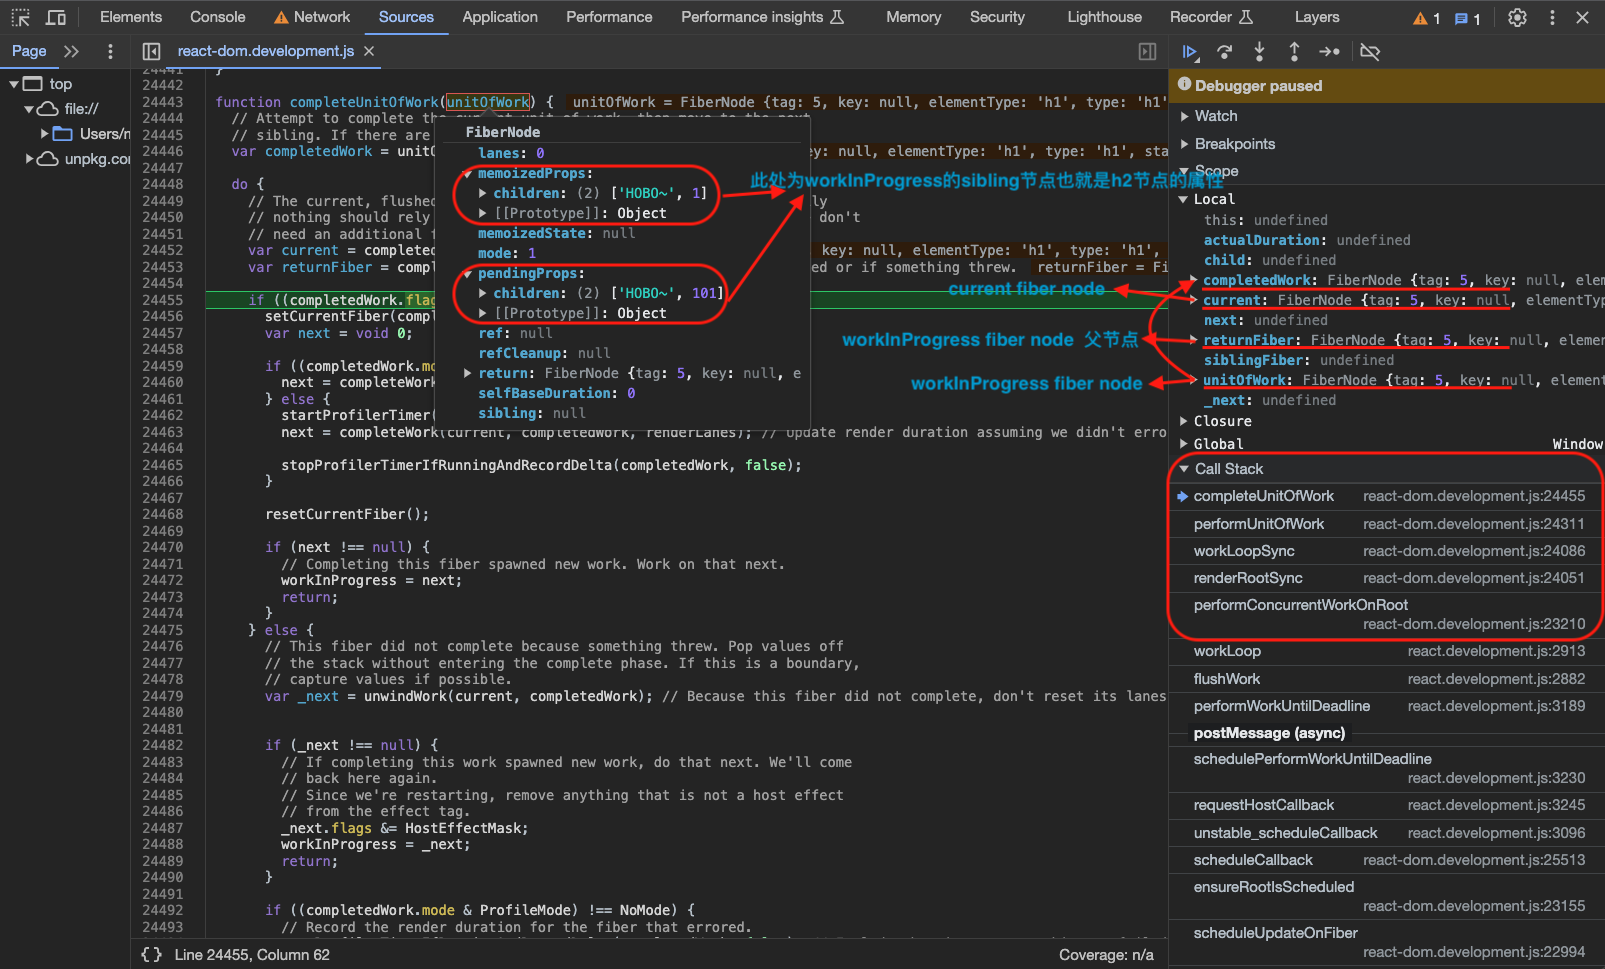 Elements Console Network Sources Application Performance Performance insights Memory Security Lighthouse Recorder Layers 1 1
Page react-dom.development.js ×
top
file://
Users/m
unpkg.cor
24441 }
24442
24443 function completeUnitOfWork(unitOfWork) { unitOfWork = FiberNode {tag: 5, key: null, elementType: 'h1', type: 'h1'
24444 // Attempt to complete the current unit of work, then move to the next
24445 // sibling. If there are
24446 var completedWork = unitO ey: null, elementType: 'h1', type: 'h1', sta
24447
24448 do {
24449 // The current, flushed ly
24450 // nothing should rely don't
24451 // need an additional f
24452 var current = completed key: null, elementType: 'h1', type: 'h1',
24453 var returnFiber = compl ed or if something threw. returnFiber = Fi
24454
24455 if ((completedWork.flag
24456 setCurrentFiber(comp
24457 var next = void 0;
24458
24459 if ((completedWork.mo
24460 next = completeWork
24461 } else {
24462 startProfilerTimer(
24463 next = completeWork(current, completedWork, renderLanes); // Update render duration assuming we didn't erro
24464
24465 stopProfilerTimerIfRunningAndRecordDelta(completedWork, false);
24466 }
24467
24468 resetCurrentFiber();
24469
24470 if (next !== null) {
24471 // Completing this fiber spawned new work. Work on that next.
24472 workInProgress = next;
24473 return;
24474 }
24475 } else {
24476 // This fiber did not complete because something threw. Pop values off
24477 // the stack without entering the complete phase. If this is a boundary,
24478 // capture values if possible.
24479 var _next = unwindWork(current, completedWork); // Because this fiber did not complete, don't reset its lanes
24480
24481
24482 if (_next !== null) {
24483 // If completing this work spawned new work, do that next. We'll come
24484 // back here again.
24485 // Since we're restarting, remove anything that is not a host effect
24486 // from the effect tag.
24487 _next.flags &= HostEffectMask;
24488 workInProgress = _next;
24489 return;
24490 }
24491
24492 if ((completedWork.mode & ProfileMode) !== NoMode) {
24493 // Record the render duration for the fiber that errored.
FiberNode
lanes: 0
memoizedProps:
children: (2) ['HOBO~', 1]
[[Prototype]]: Object
memoizedState: null
mode: 1
pendingProps:
children: (2) ['HOBO~', 101]
[[Prototype]]: Object
ref: null
refCleanup: null
return: FiberNode {tag: 5, key: null, e
selfBaseDuration: 0
sibling: null
此处为workInProgress的sibling节点也就是h2节点的属性
current fiber node
workInProgress fiber node 父节点
workInProgress fiber node
Debugger paused
Watch
Breakpoints
Scope
Local
this: undefined
actualDuration: undefined
child: undefined
completedWork: FiberNode {tag: 5, key: null, elem
current: FiberNode {tag: 5, key: null, elementTyp
next: undefined
returnFiber: FiberNode {tag: 5, key: null, elemen
siblingFiber: undefined
unitOfWork: FiberNode {tag: 5, key: null, element
_next: undefined
Closure
Global Window
Call Stack
completeUnitOfWork react-dom.development.js:24455
performUnitOfWork react-dom.development.js:24311
workLoopSync react-dom.development.js:24086
renderRootSync react-dom.development.js:24051
performConcurrentWorkOnRoot
react-dom.development.js:23210
workLoop react.development.js:2913
flushWork react.development.js:2882
performWorkUntilDeadline react.development.js:3189
postMessage (async)
schedulePerformWorkUntilDeadline
react.development.js:3230
requestHostCallback react.development.js:3245
unstable_scheduleCallback react.development.js:3096
scheduleCallback react-dom.development.js:25513
ensureRootIsScheduled
react-dom.development.js:23155
scheduleUpdateOnFiber
react-dom.development.js:22994
{ } Line 24455, Column 62 Coverage: n/a